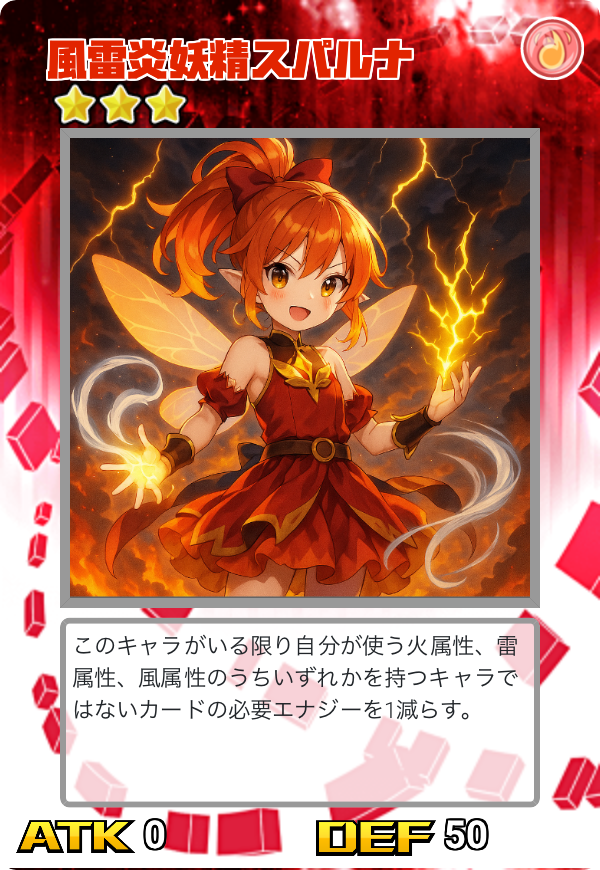 風雷炎妖精スパルナ
このキャラがいる限り自分が使う火属性、雷
属性、風属性のうちいずれかを持つキャラで
はないカードの必要エナジーを1減らす。
ATK 0 DEF 50